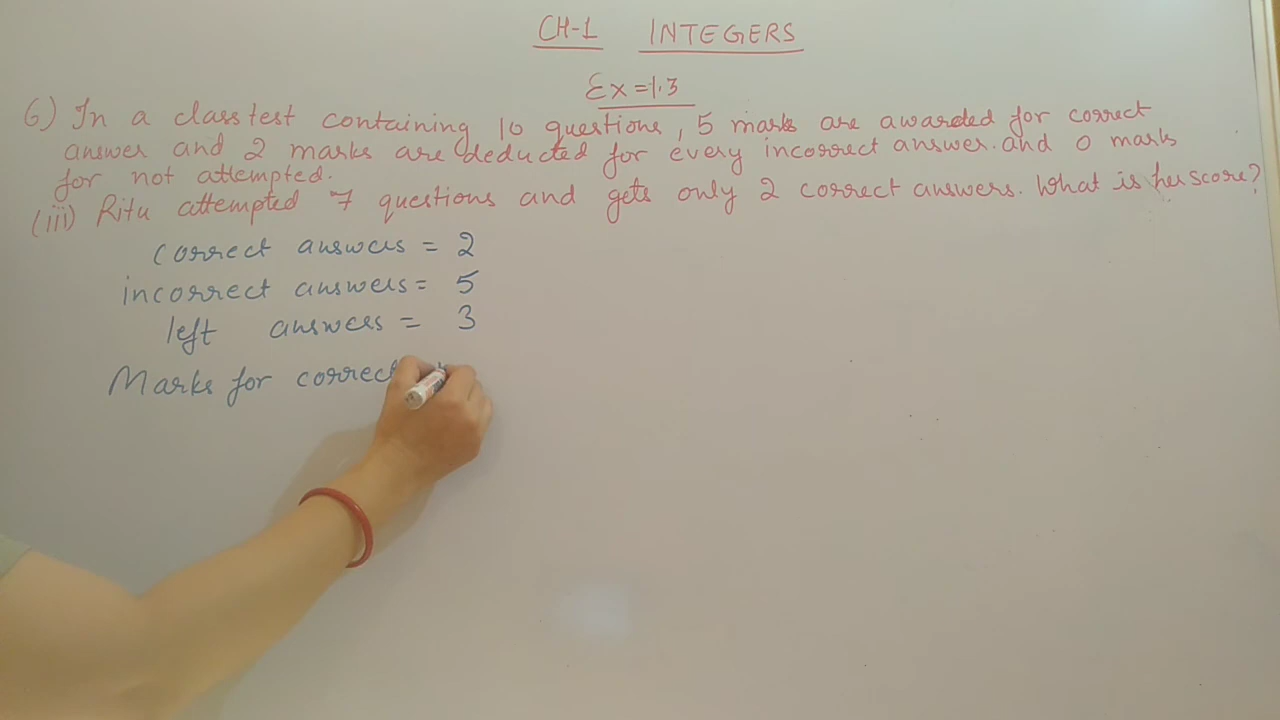 CH-1 INTEGERS
Ex=1.3
6) In a class test containing 10 questions, 5 marks are awarded for correct
answer and 2 marks are deducted for every incorrect answer. and 0 mark
for not attempted.
(iii) Ritu attempted 7 questions and gets only 2 correct answers. What is her score?
correct answers = 2
incorrect answers = 5
left answers = 3
Marks for correct